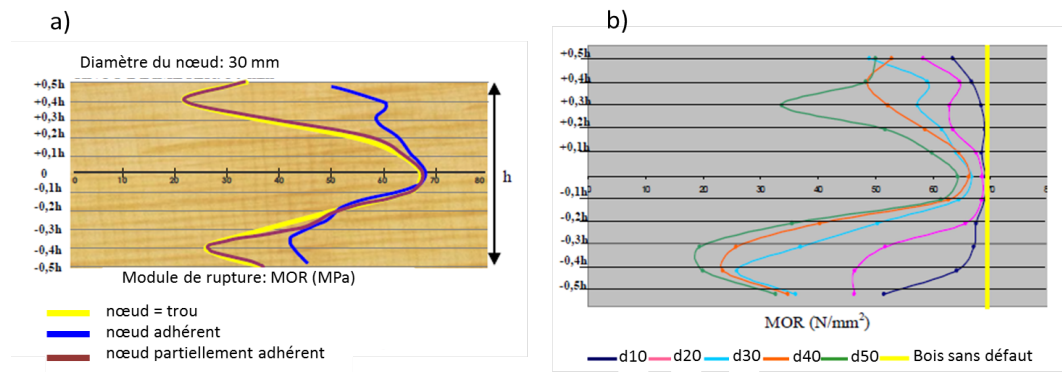 a)
Diamètre du nœud: 30 mm
+0,5h
+0,4h
+0,3h
+0,2h
+0,1h
0
-0,1h
-0,2h
-0,3h
-0,4h
-0,5h
0 10 20 30 40 50 60 70 80
h
Module de rupture: MOR (MPa)
nœud = trou
nœud adhérent
nœud partiellement adhérent
b)
+0,5h
+0,4h
+0,3h
+0,2h
+0,1h
-0,1h
-0,2h
-0,3h
-0,4h
-0,5h
0 10 20 30 40 50 60 70 80
MOR (N/mm²)
d10 d20 d30 d40 d50 Bois sans défaut